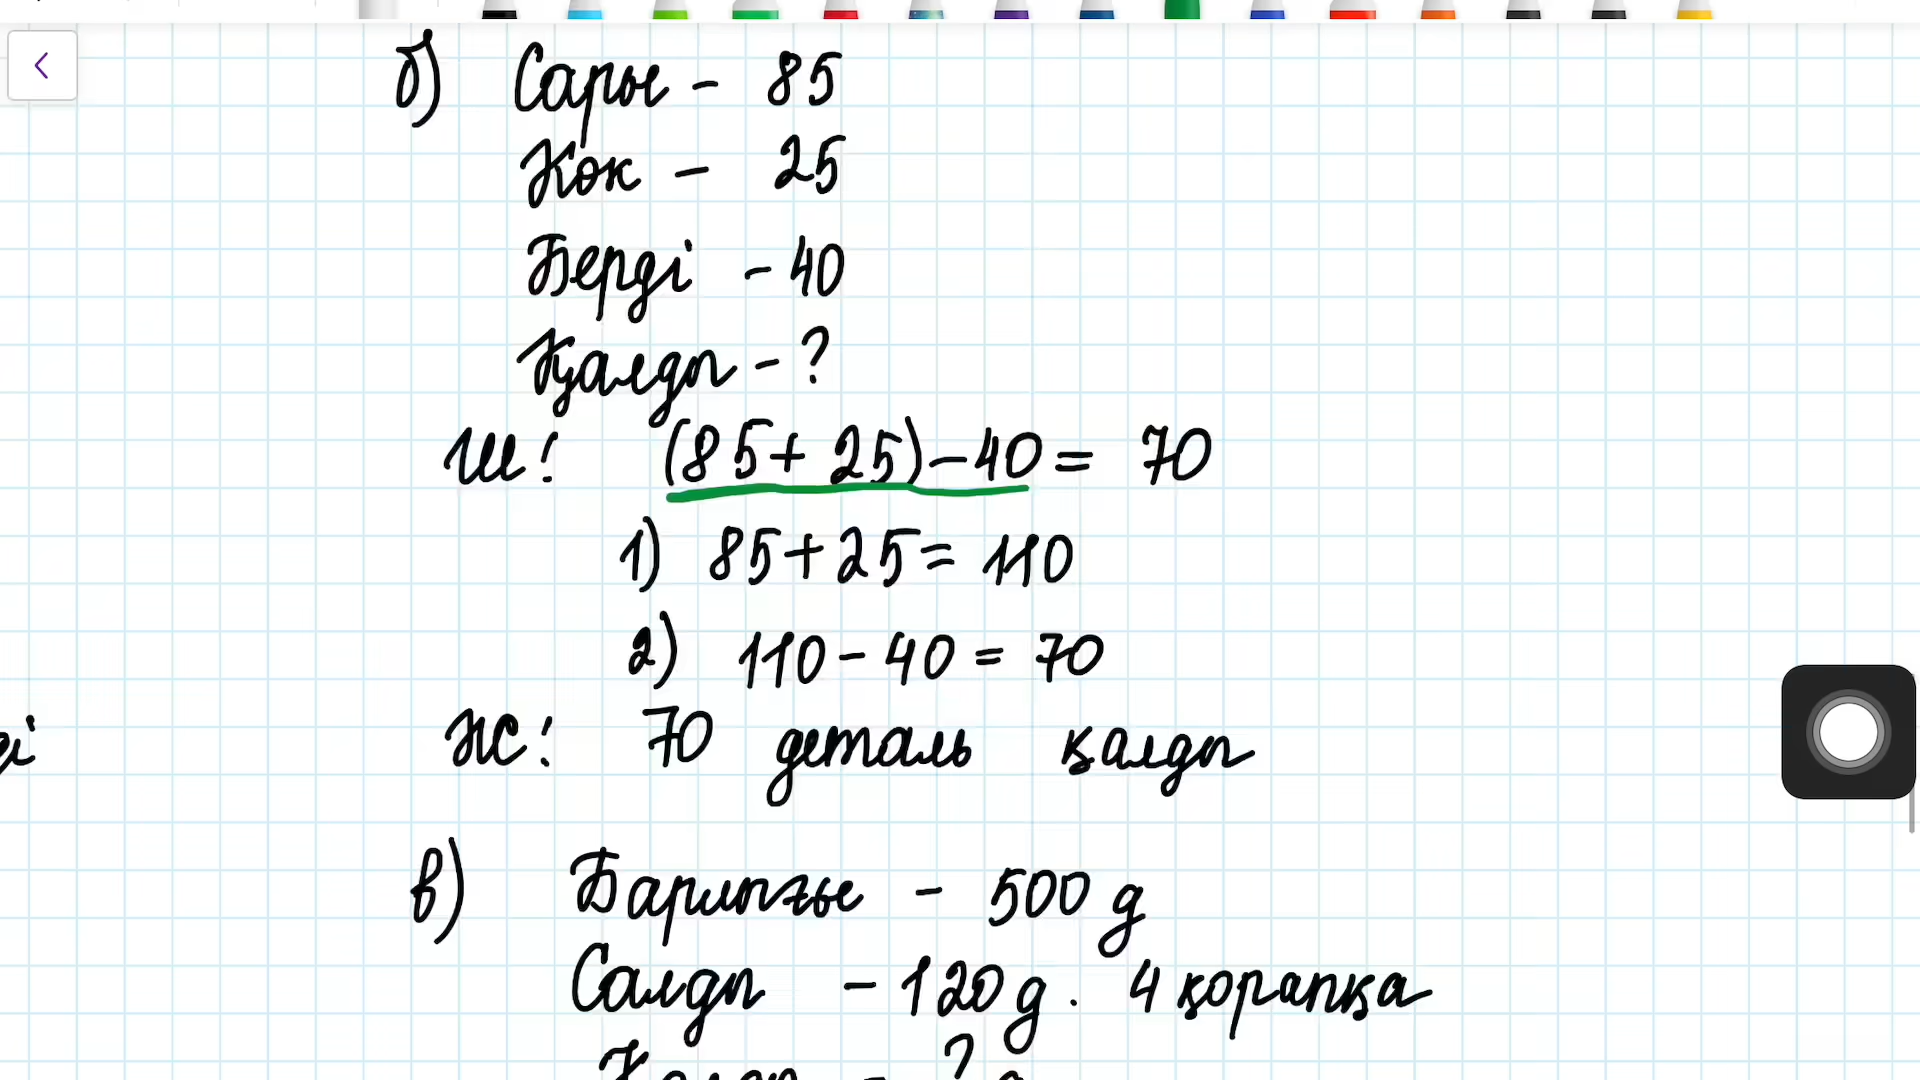 б) Сары - 85
Көк - 25
Берді - 40
Қалды - ?
Ш: (85+25)-40= 70
1) 85+25= 110
2) 110-40= 70
Ж: 70 деталь қалды
в) Барлығы - 500 д
Салды - 120 д. 4 қорапқа